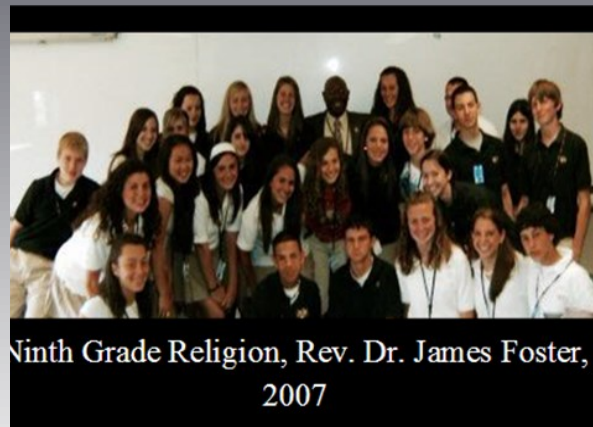 Ninth Grade Religion, Rev. Dr. James Foster,
2007